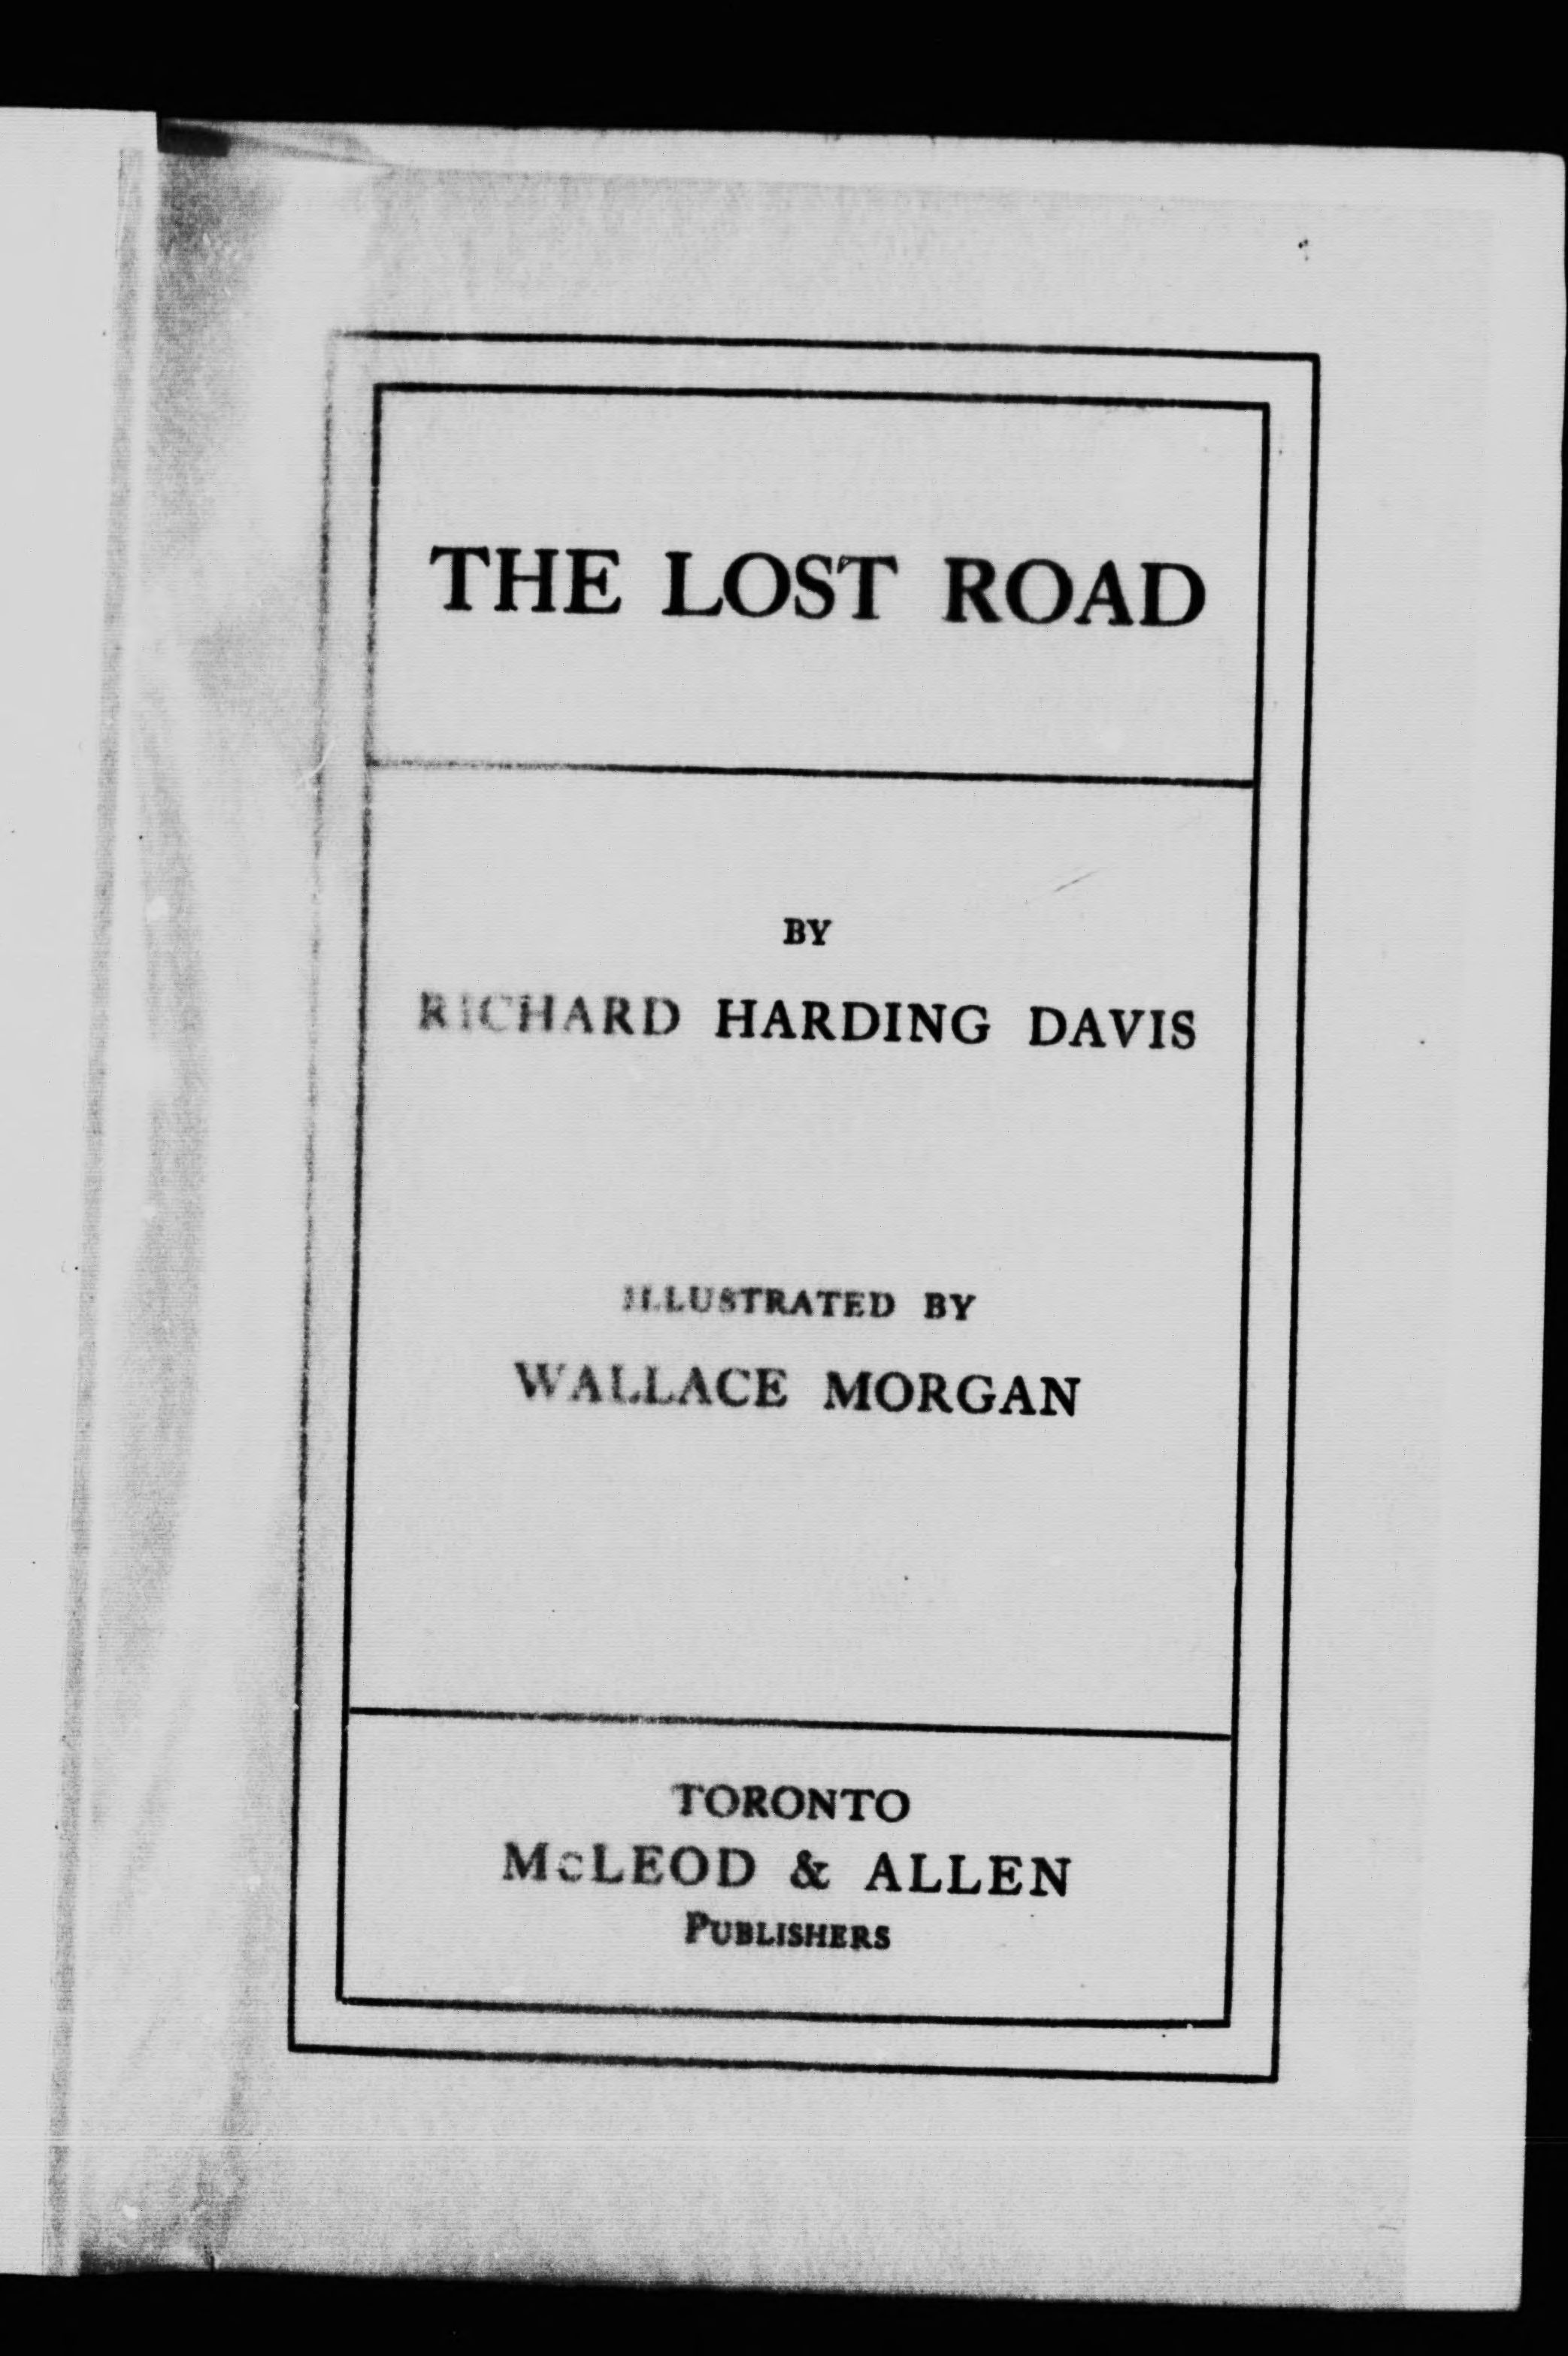 THE LOST ROAD
BY
RICHARD HARDING DAVIS
ILLUSTRATED BY
WALLACE MORGAN
TORONTO
McLEOD & ALLEN
PUBLISHERS